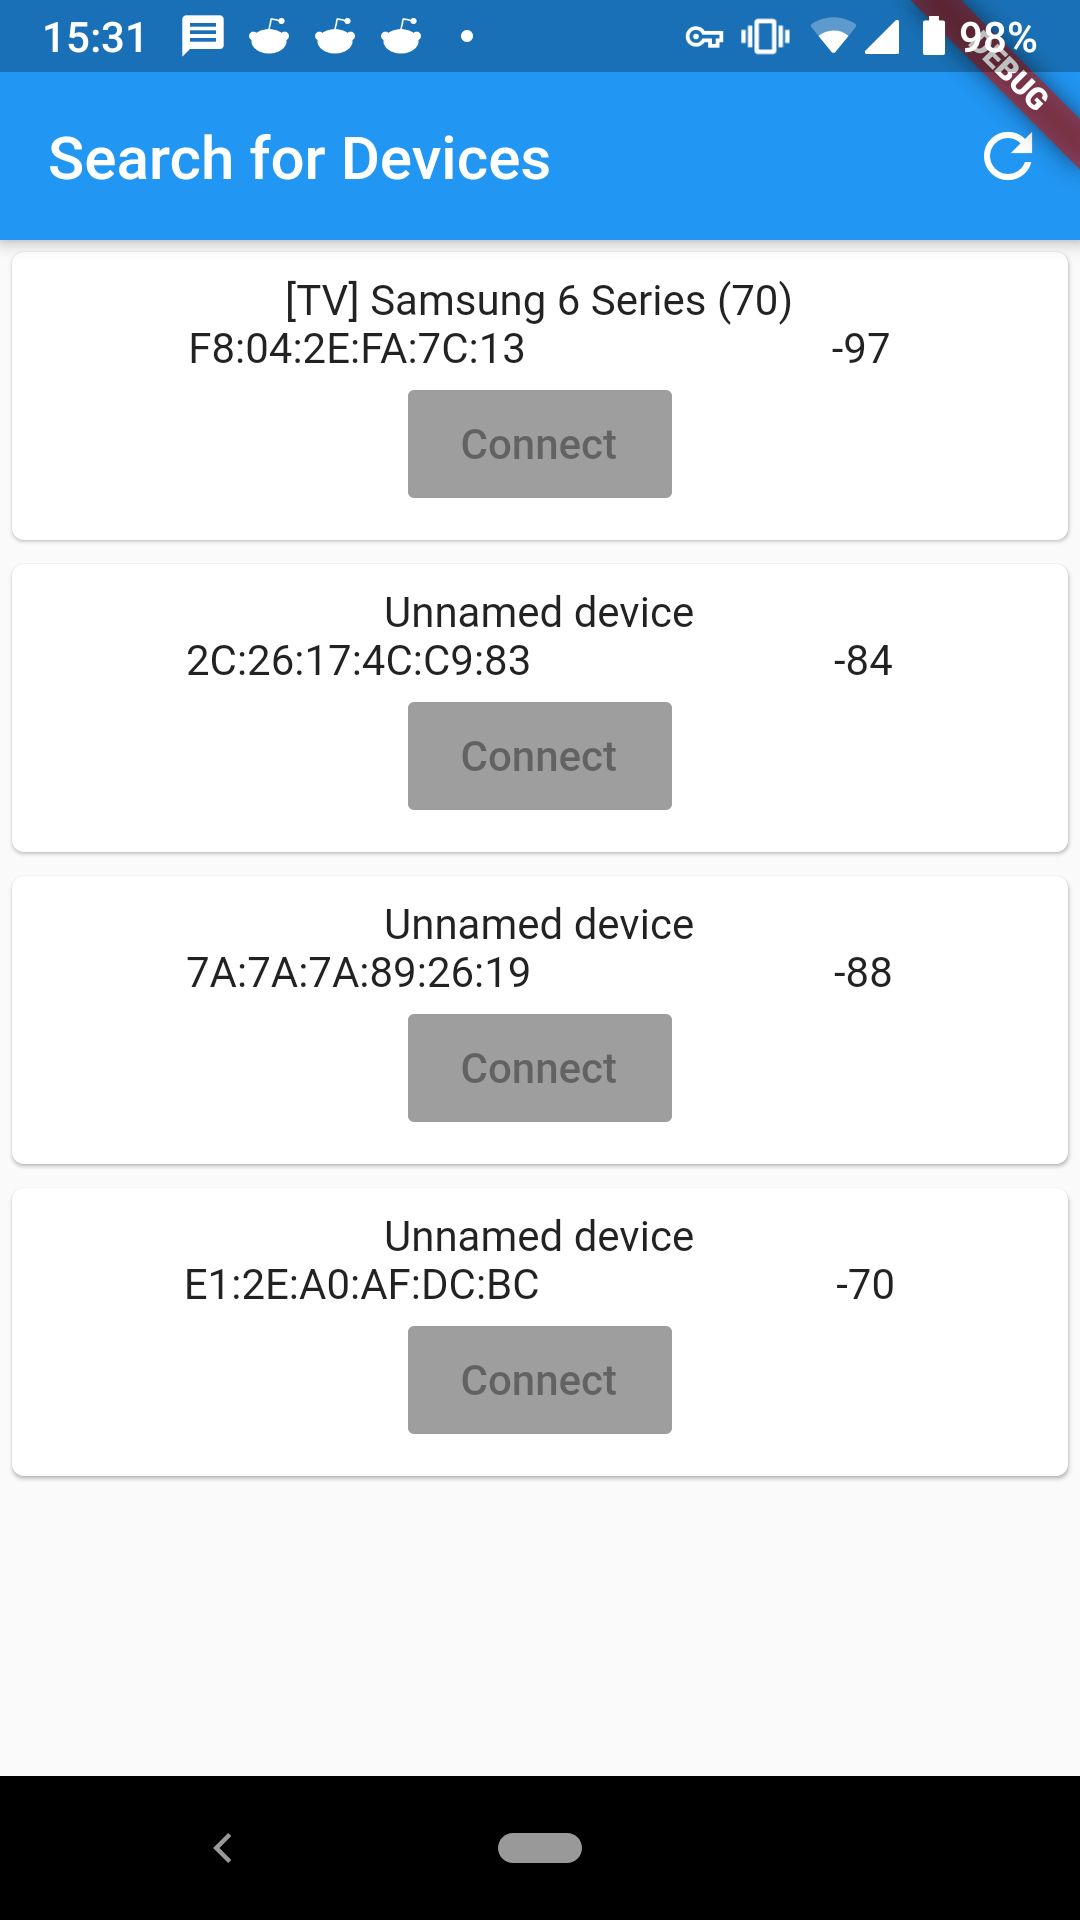 15:31
98%
DEBUG
Search for Devices
[TV] Samsung 6 Series (70)
F8:04:2E:FA:7C:13 -97
Connect
Unnamed device
2C:26:17:4C:C9:83 -84
Connect
Unnamed device
7A:7A:7A:89:26:19 -88
Connect
Unnamed device
E1:2E:A0:AF:DC:BC -70
Connect